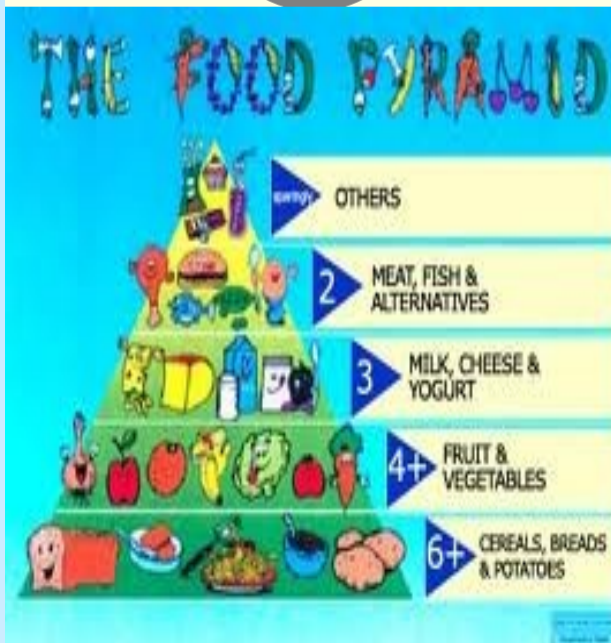 THE FOOD PYRAMID
sparingly
OTHERS
2
MEAT, FISH &
ALTERNATIVES
3
MILK, CHEESE &
YOGURT
4+
FRUIT &
VEGETABLES
6+
CEREALS, BREADS
& POTATOES